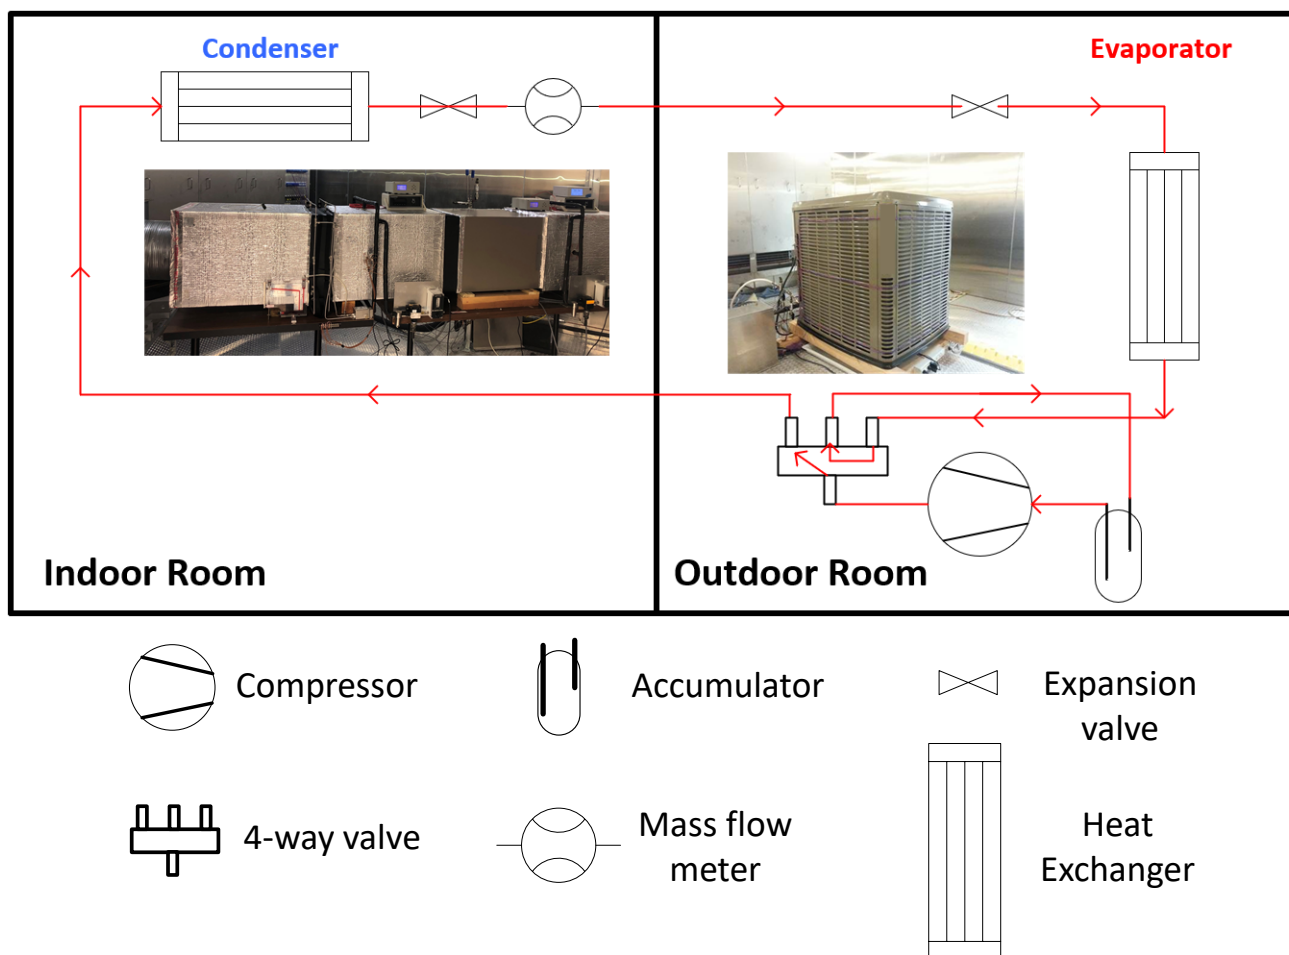 Condenser
Evaporator
Indoor Room
Outdoor Room
Compressor
Accumulator
Expansion
valve
4-way valve
Mass flow
meter
Heat
Exchanger